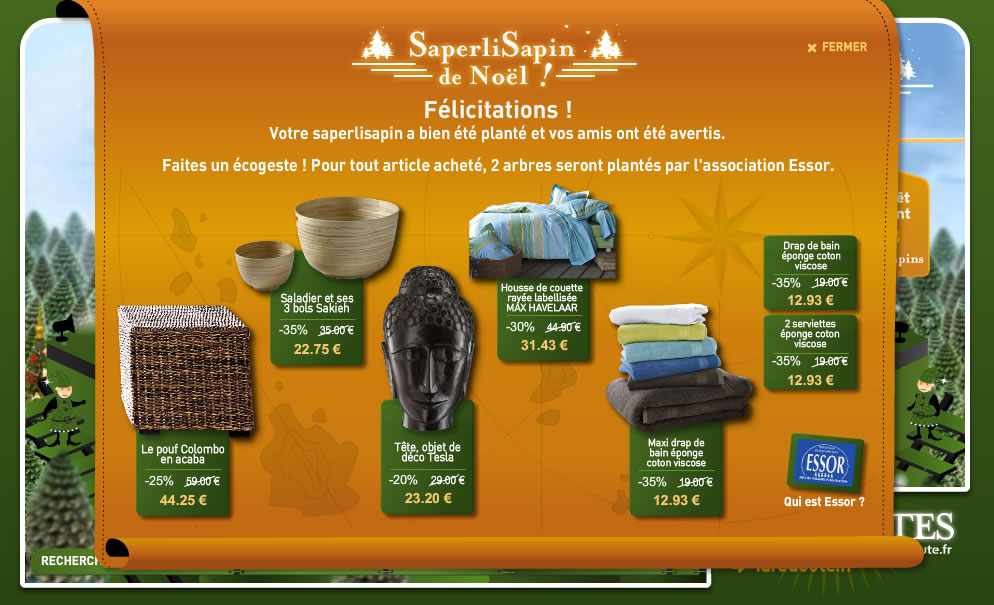 SaperliSapin
de Noël !
× FERMER
Félicitations !
Votre saperlisapin a bien été planté et vos amis ont été avertis.
Faites un écogeste ! Pour tout article acheté, 2 arbres seront plantés par l'association Essor.
Saladier et ses
3 bols Sakieh
-35% 35.00 €
22.75 €
Housse de couette
rayée labellisée
MAX HAVELAAR
-30% 44.90 €
31.43 €
Drap de bain
éponge coton
viscose
-35% 19.00 €
12.93 €
2 serviettes
éponge coton
viscose
-35% 19.00 €
12.93 €
Le pouf Colombo
en acaba
-25% 59.00 €
44.25 €
Tête, objet de
déco Tesla
-20% 29.00 €
23.20 €
Maxi drap de
bain éponge
coton viscose
-35% 19.00 €
12.93 €
ESSOR
Qui est Essor ?
êt
nt
pins
RECHERCH
TES
ute.fr